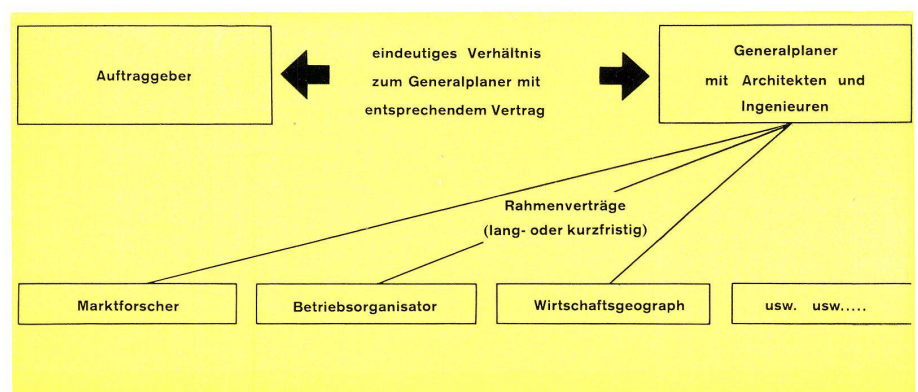 Auftraggeber
eindeutiges Verhältnis
zum Generalplaner mit
entsprechendem Vertrag
Generalplaner
mit Architekten und
Ingenieuren
Rahmenverträge
(lang- oder kurzfristig)
Marktforscher
Betriebsorganisator
Wirtschaftsgeograph
usw. usw.....